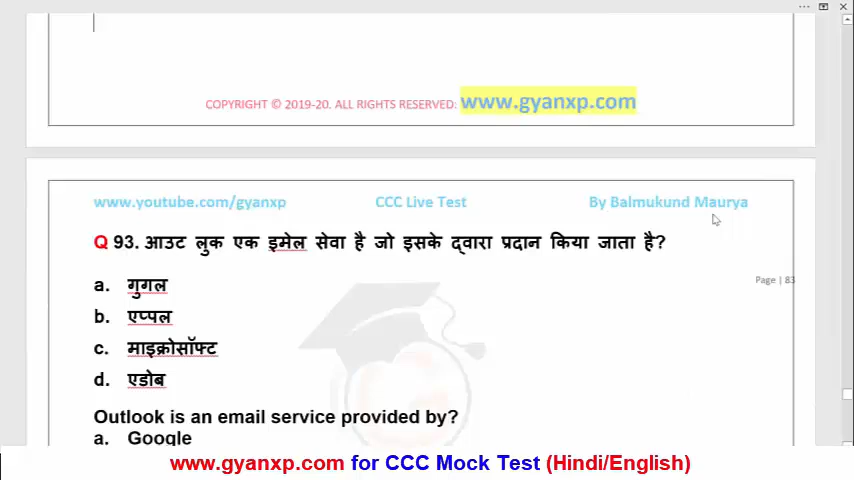 COPYRIGHT © 2019-20. ALL RIGHTS RESERVED: www.gyanxp.com
www.youtube.com/gyanxp CCC Live Test By Balmukund Maurya
Q 93. आउट लुक एक इमेल सेवा है जो इसके द्वारा प्रदान किया जाता है?
Page | 83
a. गुगल
b. एप्पल
c. माइक्रोसॉफ्ट
d. एडोब
Outlook is an email service provided by?
a. Google
www.gyanxp.com for CCC Mock Test (Hindi/English)